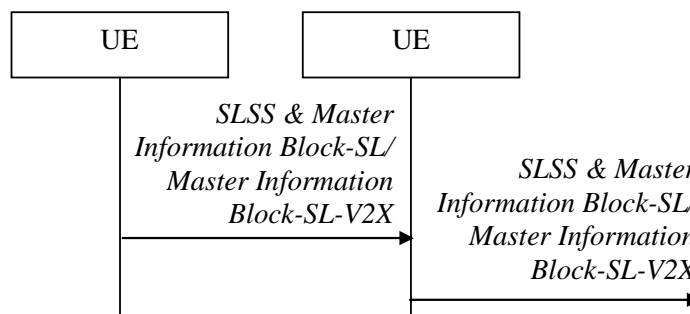 UE
UE
SLSS & Master
Information Block-SL/
Master Information
Block-SL-V2X
SLSS & Master
Information Block-SL/
Master Information
Block-SL-V2X